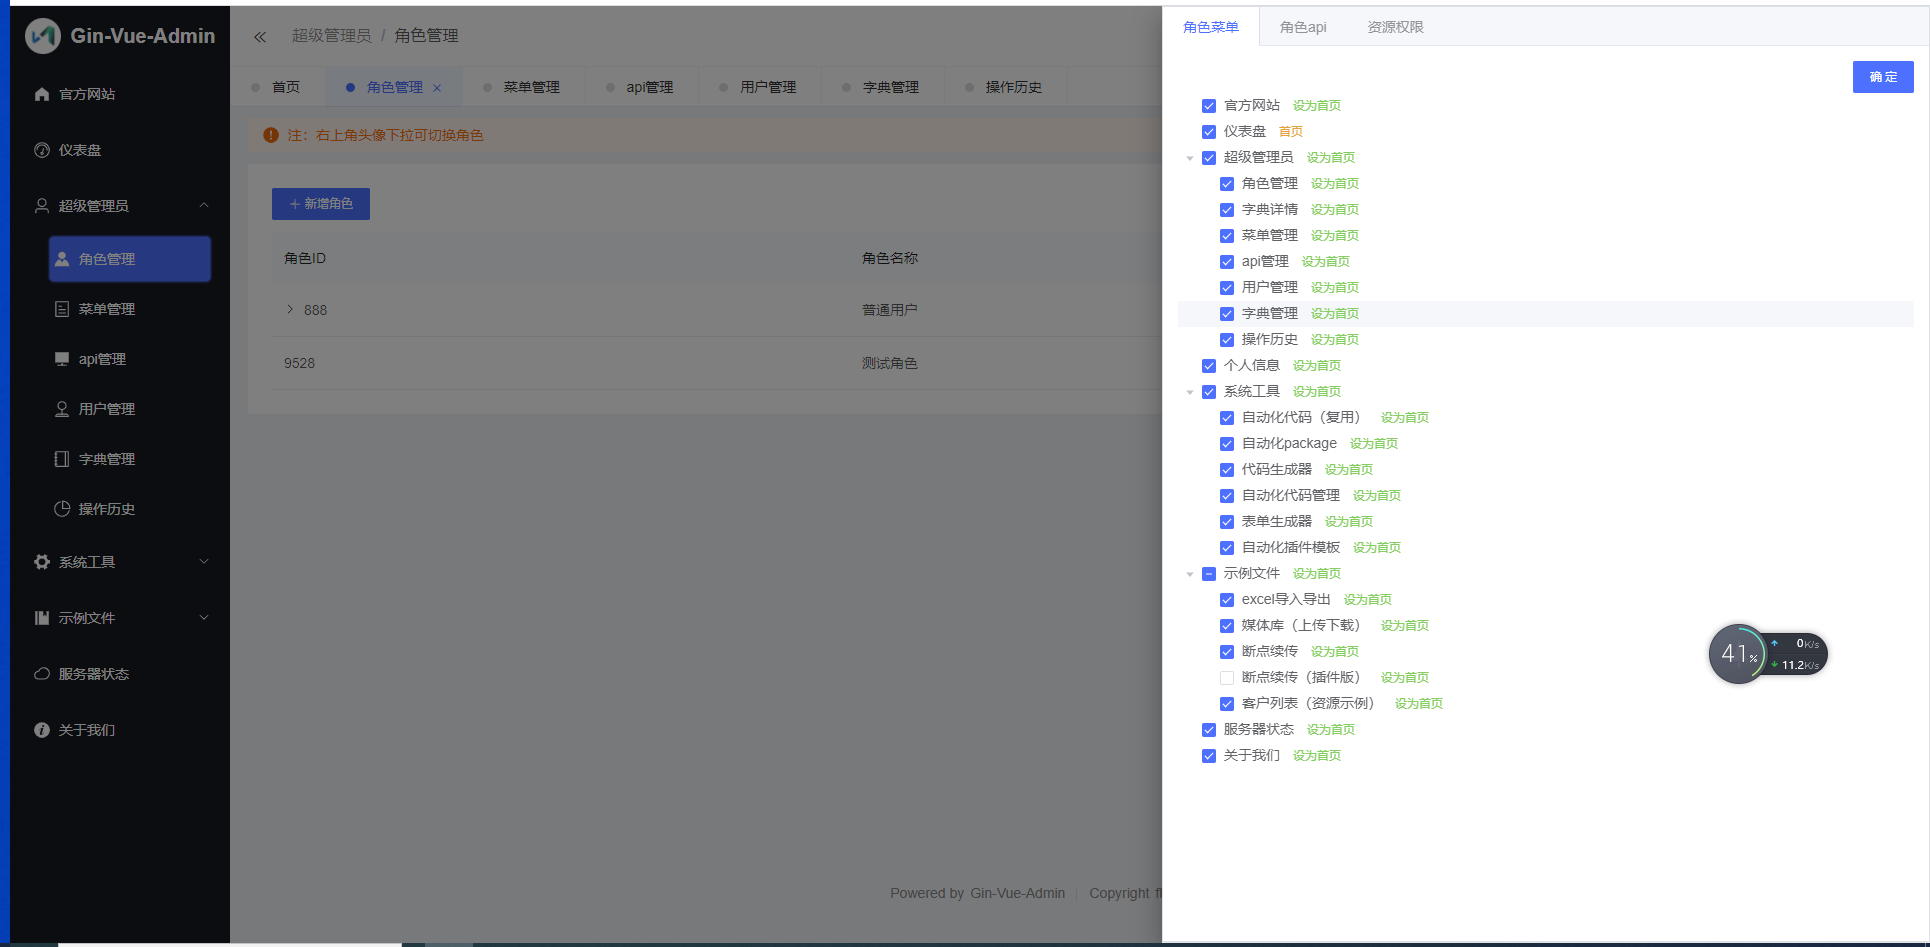 Gin-Vue-Admin
官方网站
仪表盘
超级管理员
角色管理
菜单管理
api管理
用户管理
字典管理
操作历史
系统工具
示例文件
服务器状态
关于我们
超级管理员 / 角色管理
首页 角色管理 菜单管理 api管理 用户管理 字典管理 操作历史
注：右上角头像下拉可切换角色
新增角色
角色ID 角色名称
888 普通用户
9528 测试角色
Powered by Gin-Vue-Admin Copyright fl
角色菜单 角色api 资源权限
确定
官方网站 设为首页
仪表盘 首页
超级管理员 设为首页
角色管理 设为首页
字典详情 设为首页
菜单管理 设为首页
api管理 设为首页
用户管理 设为首页
字典管理 设为首页
操作历史 设为首页
个人信息 设为首页
系统工具 设为首页
自动化代码（复用） 设为首页
自动化package 设为首页
代码生成器 设为首页
自动化代码管理 设为首页
表单生成器 设为首页
自动化插件模板 设为首页
示例文件 设为首页
excel导入导出 设为首页
媒体库（上传下载） 设为首页
断点续传 设为首页
断点续传（插件版） 设为首页
客户列表（资源示例） 设为首页
服务器状态 设为首页
关于我们 设为首页
41%
0K/s
11.2K/s